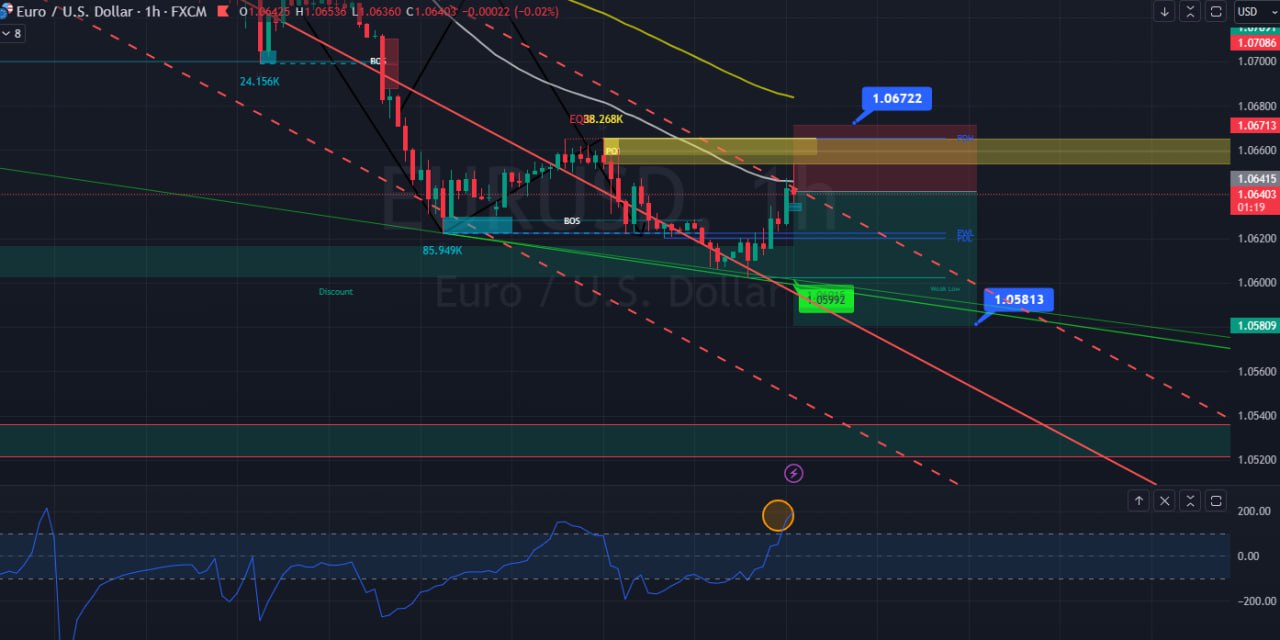 Euro / U.S. Dollar · 1h · FXCM O1.06425 H1.06536 L1.06360 C1.06403 −0.00022 (−0.02%)
USD
8
1.07086
1.07000
BOS
24.156K
1.06800
1.06722
38.268K
1.06713
1.06600
EURUSD, 1h
1.06415
1.06403
01:19
BOS
PWL
PDL
1.06200
85.949K
Euro / U.S. Dollar
1.06000
Discount
Weak Low
1.05992
1.05813
1.05809
1.05600
1.05400
1.05200
200.00
0.00
−200.00